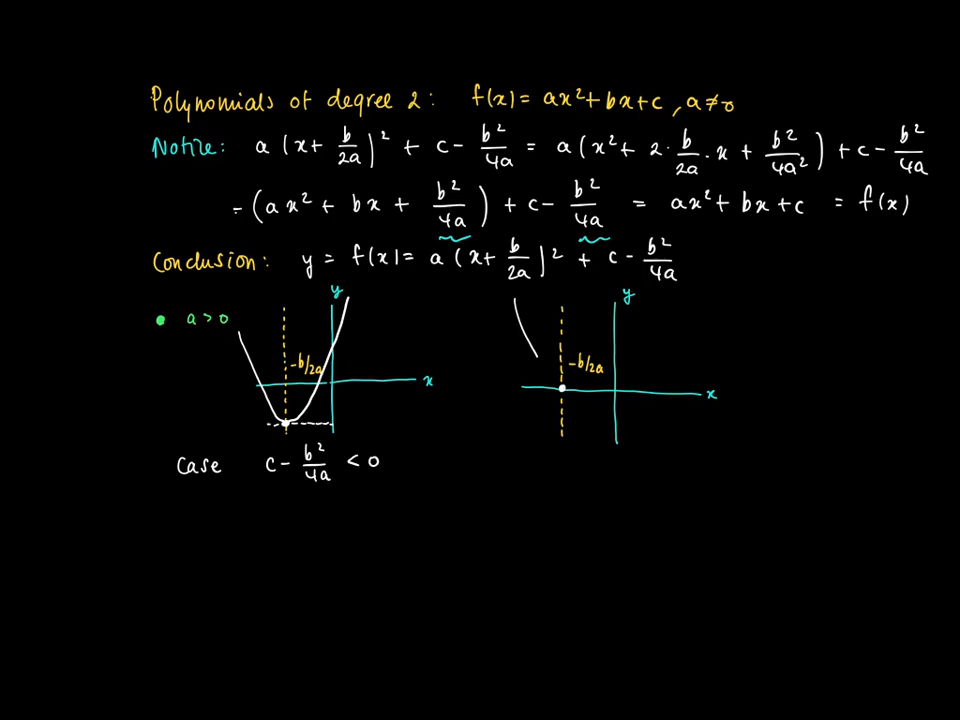 Polynomials of degree 2: f(x) = ax² + bx + c , a ≠ 0
Notice: a (x + b/2a)² + c - b²/4a = a(x² + 2 · b/2a · x + b²/4a²) + c - b²/4a
= (ax² + bx + b²/4a) + c - b²/4a = ax² + bx + c = f(x)
Conclusion: y = f(x) = a (x + b/2a)² + c - b²/4a
y
y
• a > 0
-b/2a
-b/2a
x
x
Case c - b²/4a < 0